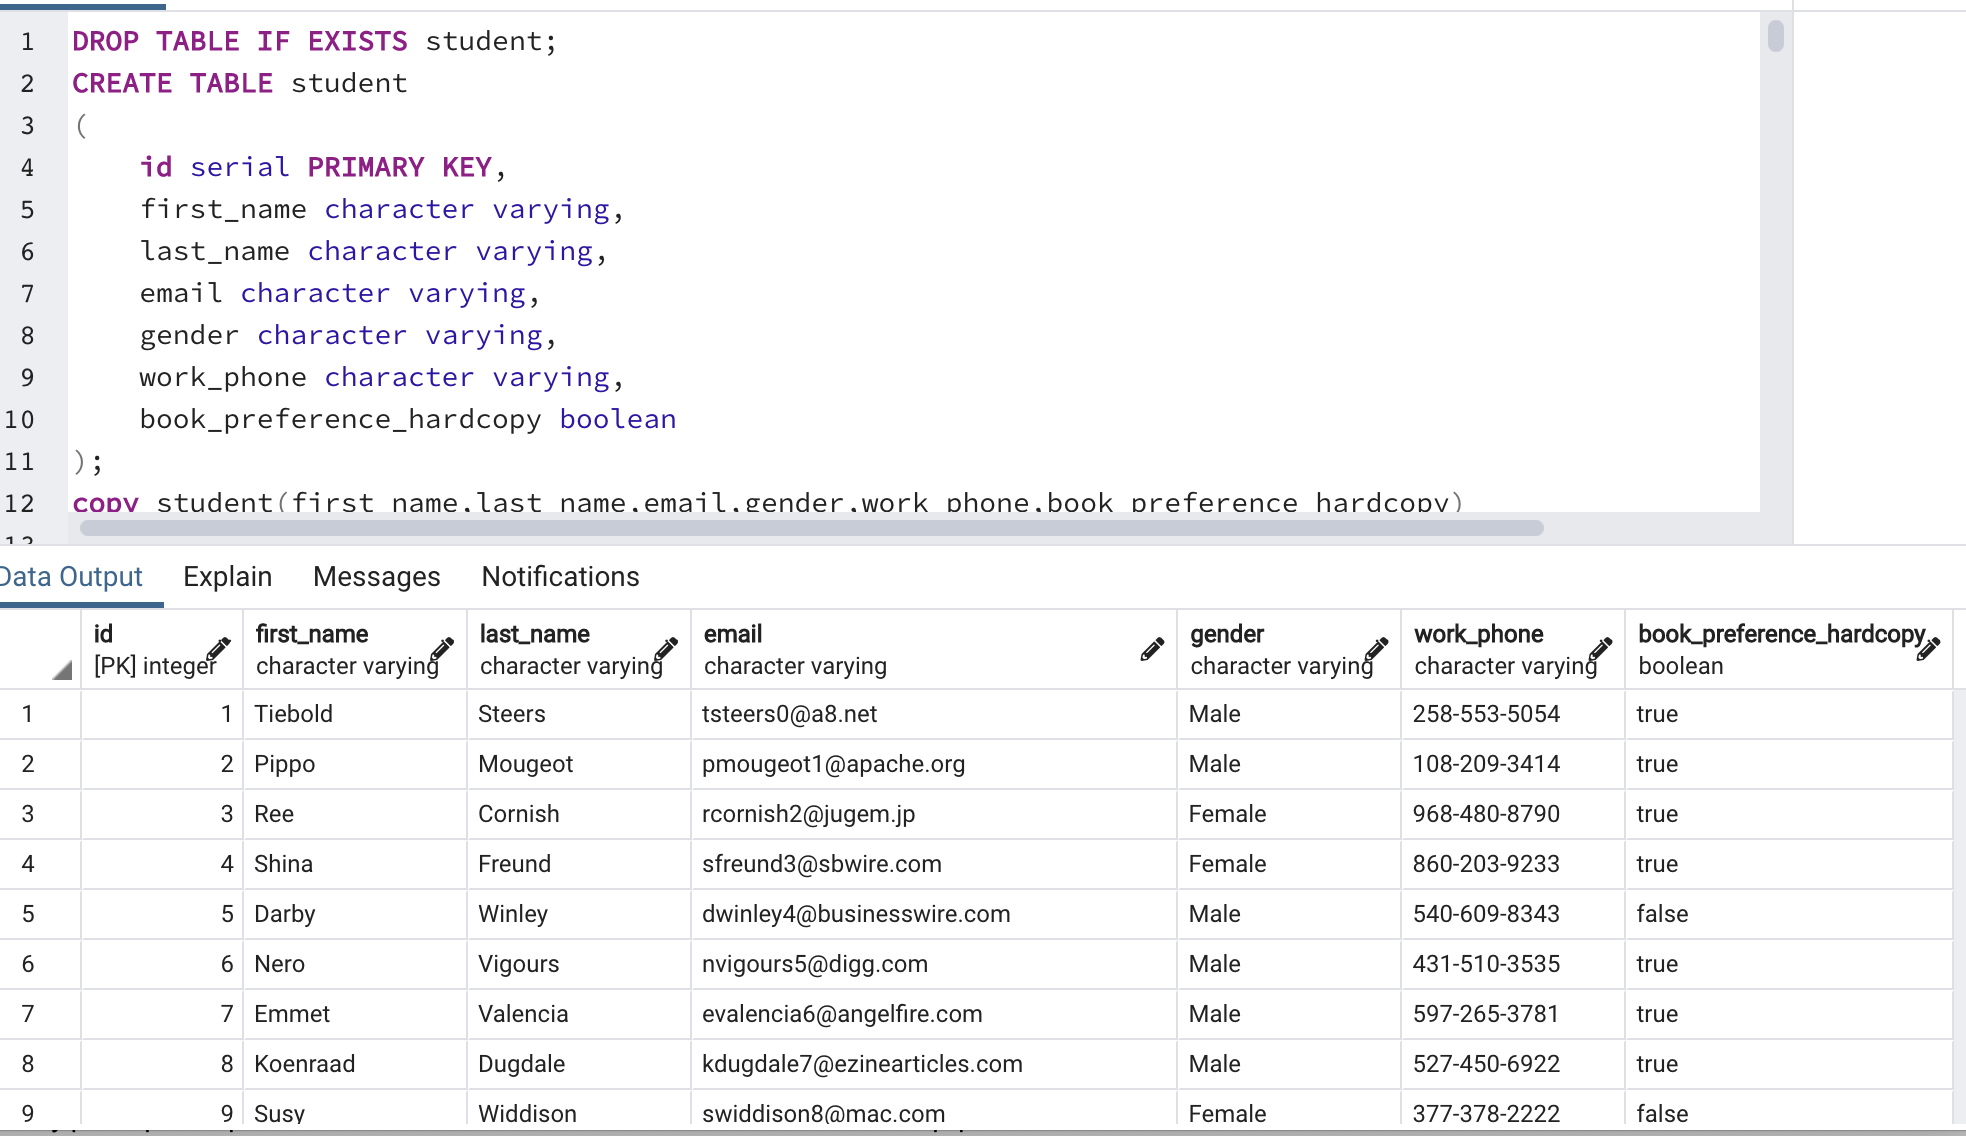 1 DROP TABLE IF EXISTS student;
2 CREATE TABLE student
3 (
4 id serial PRIMARY KEY,
5 first_name character varying,
6 last_name character varying,
7 email character varying,
8 gender character varying,
9 work_phone character varying,
10 book_preference_hardcopy boolean
11 );
12 copy student(first_name,last_name,email,gender,work_phone,book_preference_hardcopy)
13
Data Output Explain Messages Notifications
id first_name last_name email gender work_phone book_preference_hardcopy
[PK] integer character varying character varying character varying character varying character varying boolean
1 1 Tiebold Steers tsteers0@a8.net Male 258-553-5054 true
2 2 Pippo Mougeot pmougeot1@apache.org Male 108-209-3414 true
3 3 Ree Cornish rcornish2@jugem.jp Female 968-480-8790 true
4 4 Shina Freund sfreund3@sbwire.com Female 860-203-9233 true
5 5 Darby Winley dwinley4@businesswire.com Male 540-609-8343 false
6 6 Nero Vigours nvigours5@digg.com Male 431-510-3535 true
7 7 Emmet Valencia evalencia6@angelfire.com Male 597-265-3781 true
8 8 Koenraad Dugdale kdugdale7@ezinearticles.com Male 527-450-6922 true
9 9 Susy Widdison swiddison8@mac.com Female 377-378-2222 false